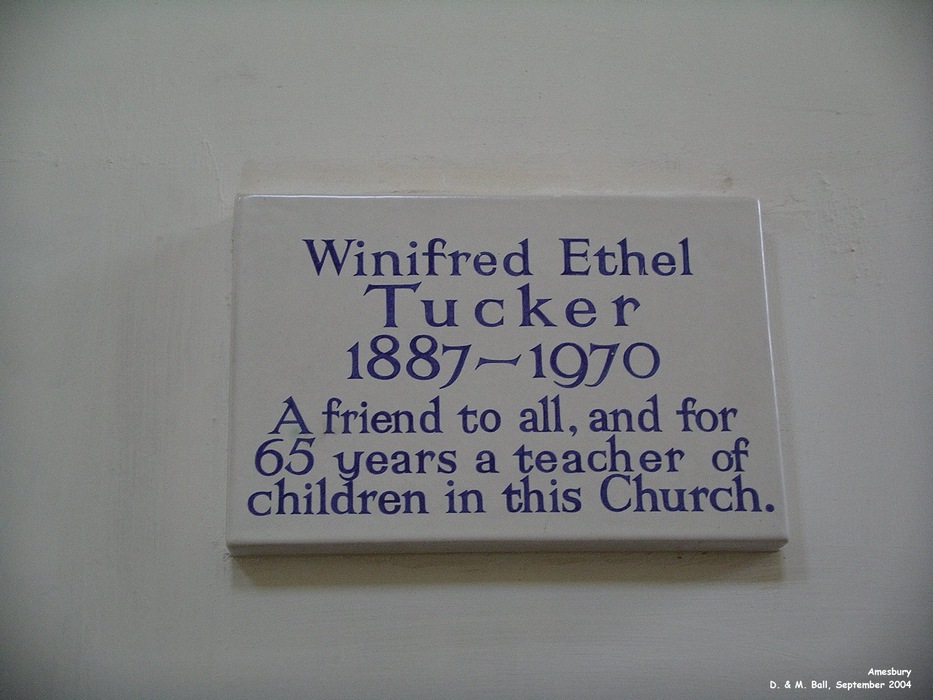 Winifred Ethel
Tucker
1887–1970
A friend to all, and for
65 years a teacher of
children in this Church.
Amesbury
D. & M. Ball, September 2004